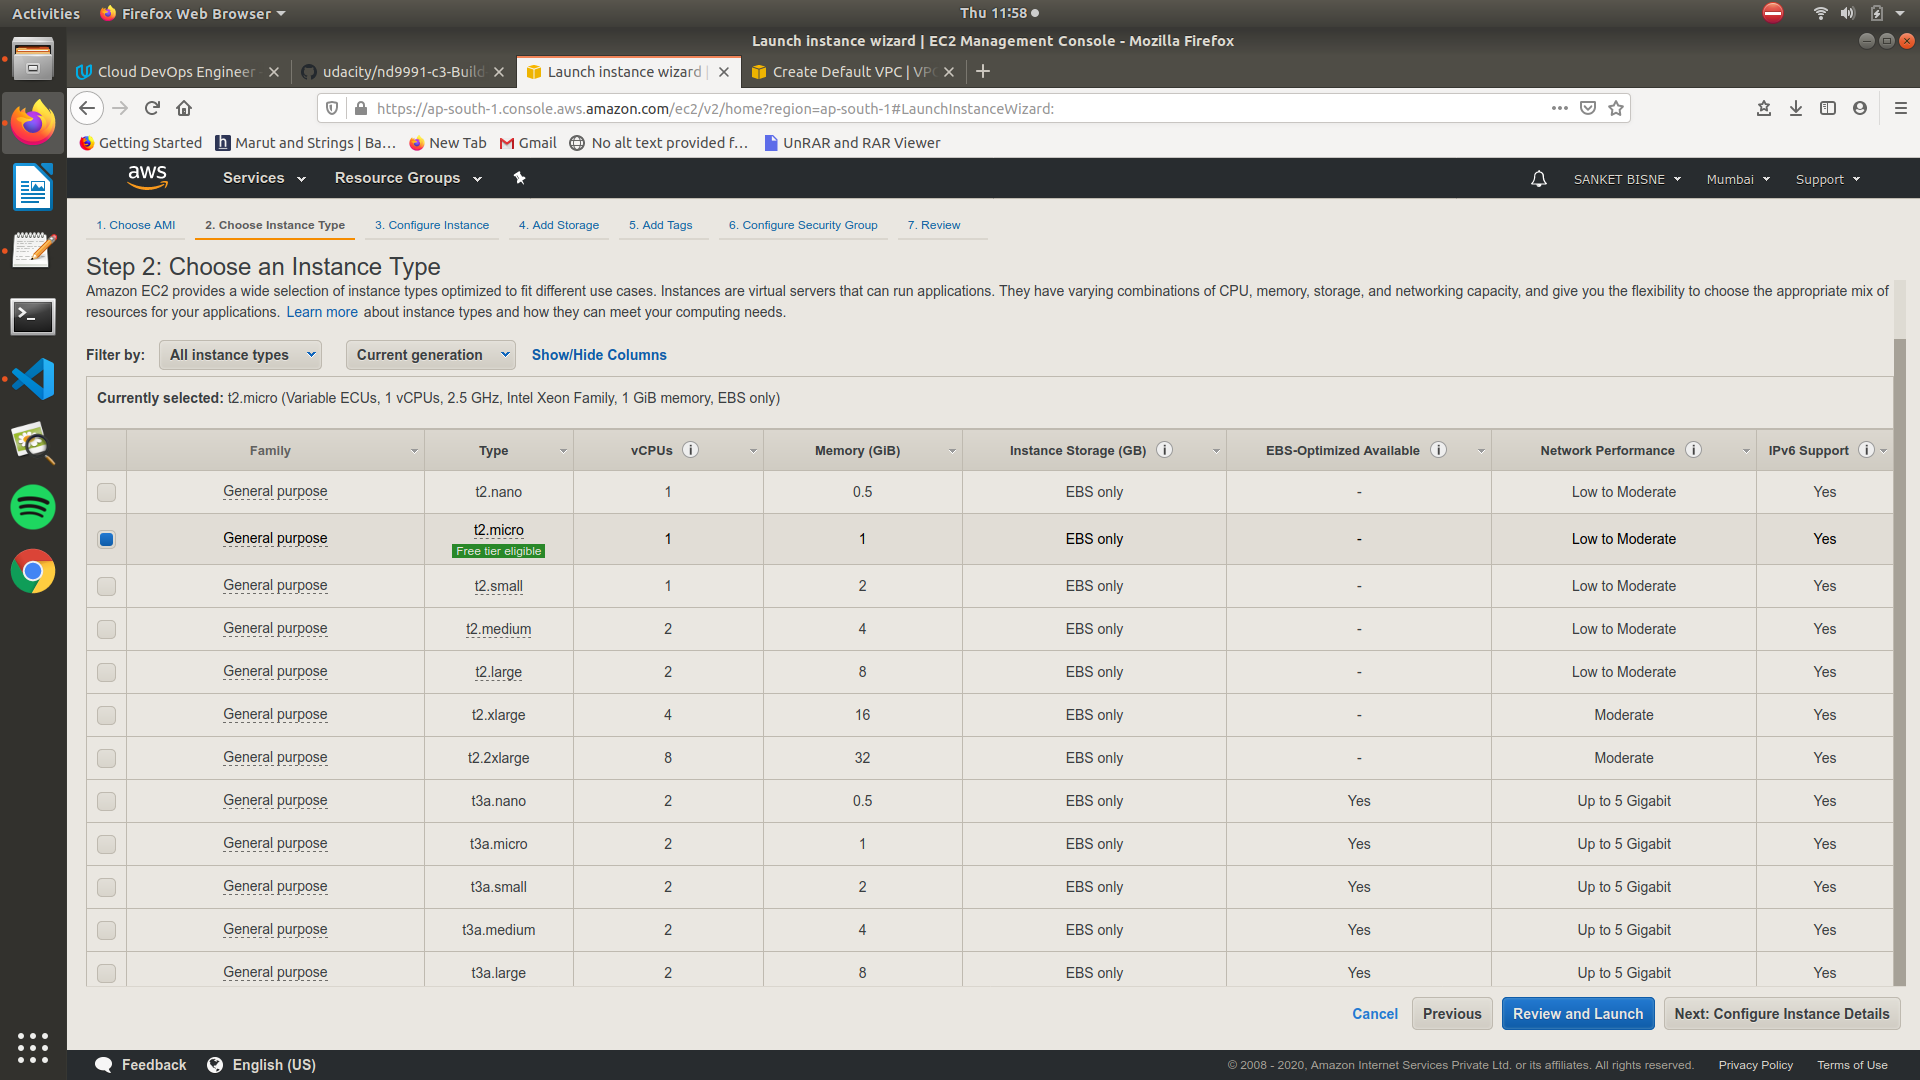 Activities Firefox Web Browser Thu 11:58
Launch instance wizard | EC2 Management Console - Mozilla Firefox
Cloud DevOps Engineer udacity/nd9991-c3-Build Launch instance wizard | Create Default VPC | VPC
https://ap-south-1.console.aws.amazon.com/ec2/v2/home?region=ap-south-1#LaunchInstanceWizard:
Getting Started Marut and Strings | Ba… New Tab Gmail No alt text provided f… UnRAR and RAR Viewer
aws Services Resource Groups SANKET BISNE Mumbai Support
1. Choose AMI 2. Choose Instance Type 3. Configure Instance 4. Add Storage 5. Add Tags 6. Configure Security Group 7. Review
Step 2: Choose an Instance Type
Amazon EC2 provides a wide selection of instance types optimized to fit different use cases. Instances are virtual servers that can run applications. They have varying combinations of CPU, memory, storage, and networking capacity, and give you the flexibility to choose the appropriate mix of
resources for your applications. Learn more about instance types and how they can meet your computing needs.
Filter by: All instance types Current generation Show/Hide Columns
Currently selected: t2.micro (Variable ECUs, 1 vCPUs, 2.5 GHz, Intel Xeon Family, 1 GiB memory, EBS only)
Family Type vCPUs Memory (GiB) Instance Storage (GB) EBS-Optimized Available Network Performance IPv6 Support
General purpose t2.nano 1 0.5 EBS only - Low to Moderate Yes
General purpose t2.micro 1 1 EBS only - Low to Moderate Yes
Free tier eligible
General purpose t2.small 1 2 EBS only - Low to Moderate Yes
General purpose t2.medium 2 4 EBS only - Low to Moderate Yes
General purpose t2.large 2 8 EBS only - Low to Moderate Yes
General purpose t2.xlarge 4 16 EBS only - Moderate Yes
General purpose t2.2xlarge 8 32 EBS only - Moderate Yes
General purpose t3a.nano 2 0.5 EBS only Yes Up to 5 Gigabit Yes
General purpose t3a.micro 2 1 EBS only Yes Up to 5 Gigabit Yes
General purpose t3a.small 2 2 EBS only Yes Up to 5 Gigabit Yes
General purpose t3a.medium 2 4 EBS only Yes Up to 5 Gigabit Yes
General purpose t3a.large 2 8 EBS only Yes Up to 5 Gigabit Yes
Cancel Previous Review and Launch Next: Configure Instance Details
Feedback English (US) © 2008 - 2020, Amazon Internet Services Private Ltd. or its affiliates. All rights reserved. Privacy Policy Terms of Use